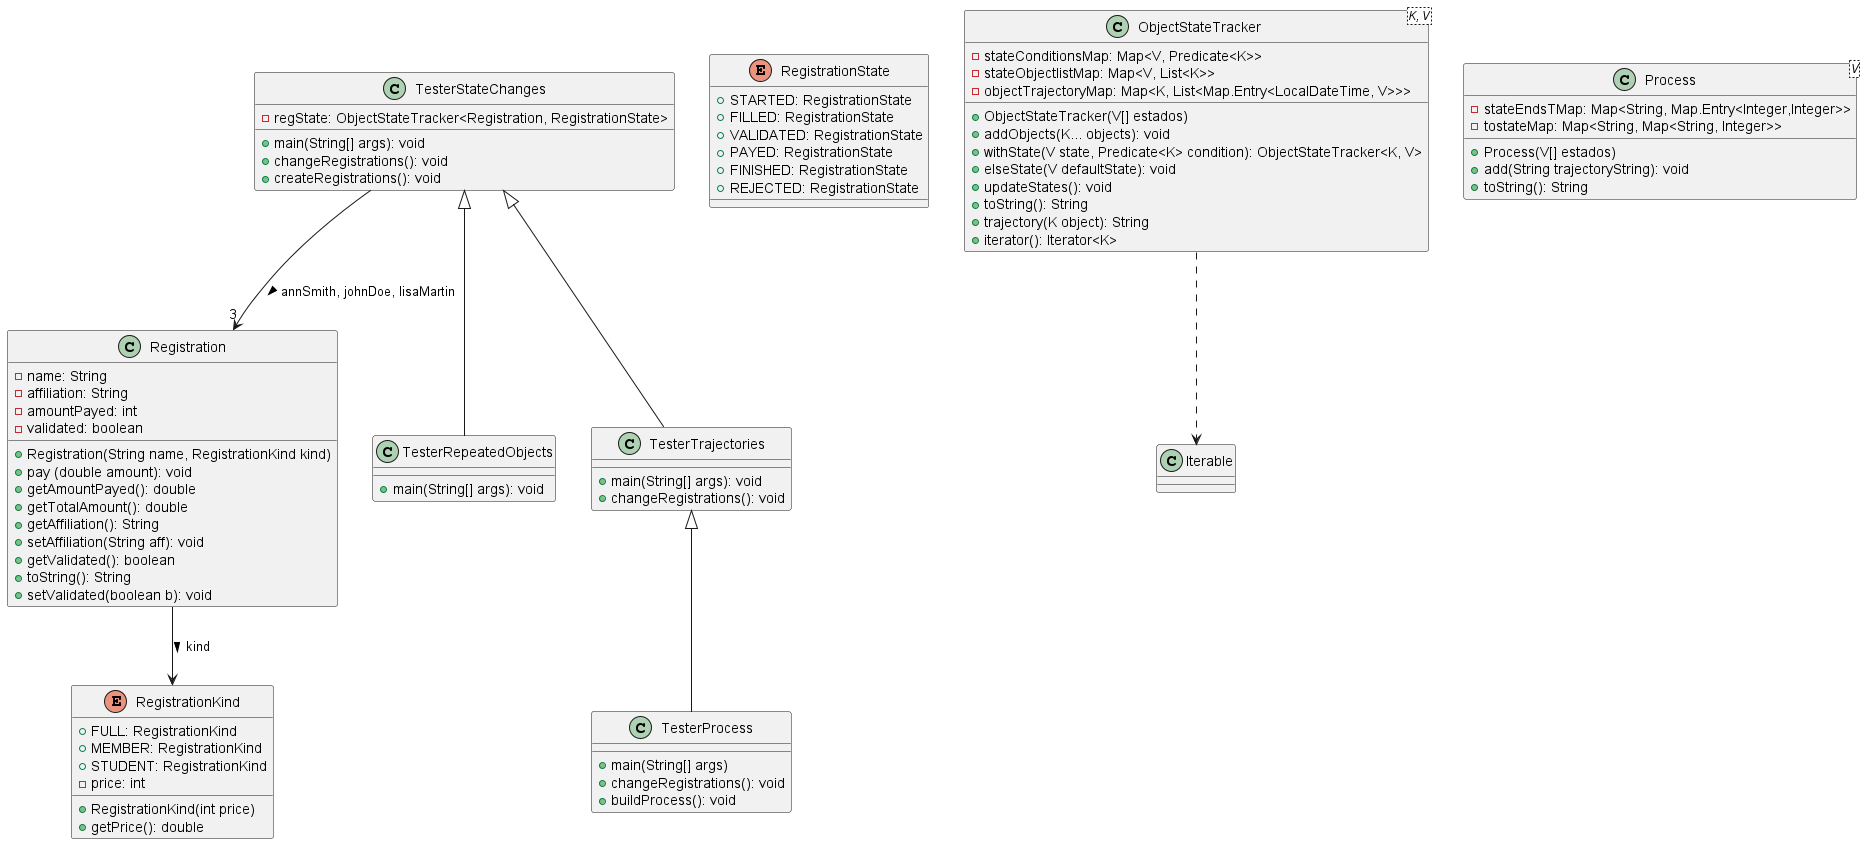 C TesterStateChanges
regState: ObjectStateTracker<Registration, RegistrationState>
main(String[] args): void
changeRegistrations(): void
createRegistrations(): void
E RegistrationState
STARTED: RegistrationState
FILLED: RegistrationState
VALIDATED: RegistrationState
PAYED: RegistrationState
FINISHED: RegistrationState
REJECTED: RegistrationState
C ObjectStateTracker
K, V
stateConditionsMap: Map<V, Predicate<K>>
stateObjectlistMap: Map<V, List<K>>
objectTrajectoryMap: Map<K, List<Map.Entry<LocalDateTime, V>>>
ObjectStateTracker(V[] estados)
addObjects(K... objects): void
withState(V state, Predicate<K> condition): ObjectStateTracker<K, V>
elseState(V defaultState): void
updateStates(): void
toString(): String
trajectory(K object): String
iterator(): Iterator<K>
C Process
V
stateEndsTMap: Map<String, Map.Entry<Integer,Integer>>
tostateMap: Map<String, Map<String, Integer>>
Process(V[] estados)
add(String trajectoryString): void
toString(): String
annSmith, johnDoe, lisaMartin
3
C Registration
name: String
affiliation: String
amountPayed: int
validated: boolean
Registration(String name, RegistrationKind kind)
pay (double amount): void
getAmountPayed(): double
getTotalAmount(): double
getAffiliation(): String
setAffiliation(String aff): void
getValidated(): boolean
toString(): String
setValidated(boolean b): void
C TesterRepeatedObjects
main(String[] args): void
C TesterTrajectories
main(String[] args): void
changeRegistrations(): void
C Iterable
kind
E RegistrationKind
FULL: RegistrationKind
MEMBER: RegistrationKind
STUDENT: RegistrationKind
price: int
RegistrationKind(int price)
getPrice(): double
C TesterProcess
main(String[] args)
changeRegistrations(): void
buildProcess(): void